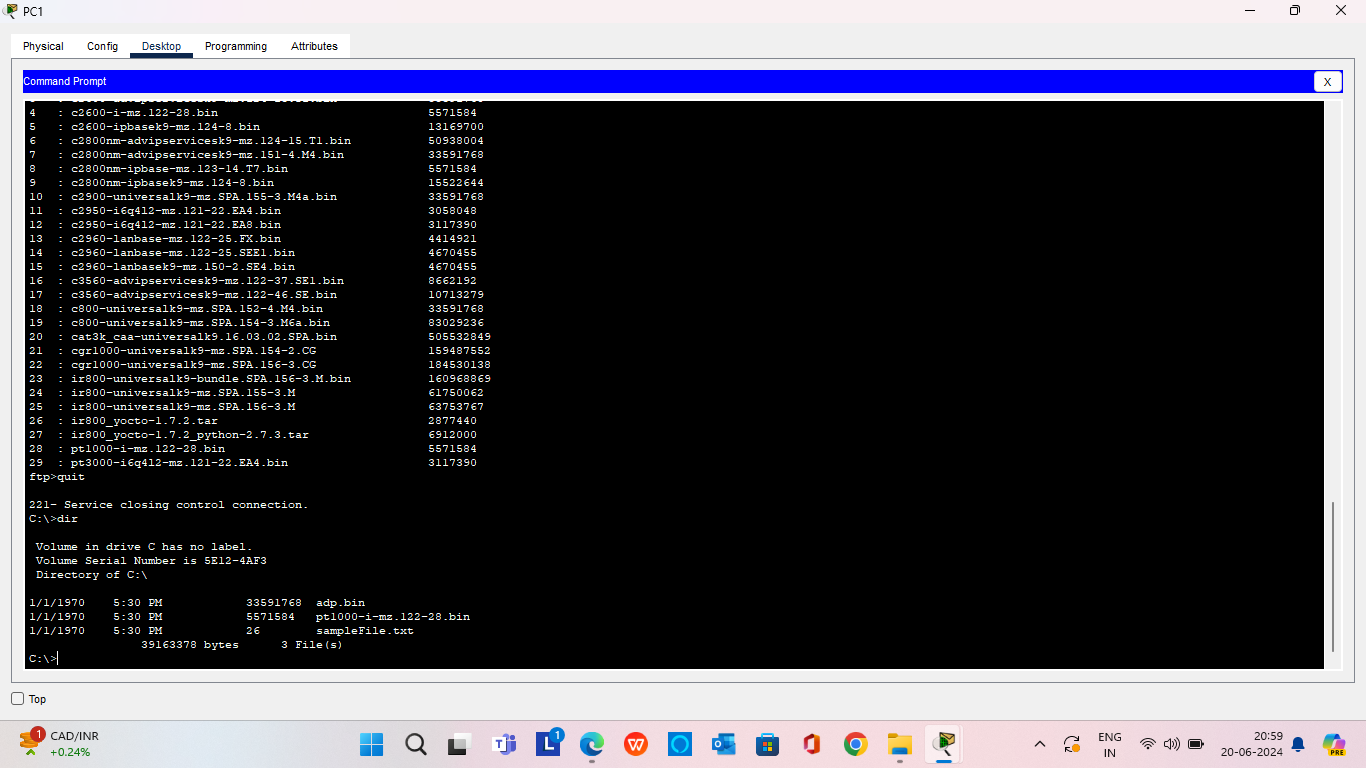 PC1
Physical Config Desktop Programming Attributes
Command Prompt
X
4 : c2600-i-mz.122-28.bin 5571584
5 : c2600-ipbasek9-mz.124-8.bin 13169700
6 : c2800nm-advipservicesk9-mz.124-15.T1.bin 50938004
7 : c2800nm-advipservicesk9-mz.151-4.M4.bin 33591768
8 : c2800nm-ipbase-mz.123-14.T7.bin 5571584
9 : c2800nm-ipbasek9-mz.124-8.bin 15522644
10 : c2900-universalk9-mz.SPA.155-3.M4a.bin 33591768
11 : c2950-i6q4l2-mz.121-22.EA4.bin 3058048
12 : c2950-i6q4l2-mz.121-22.EA8.bin 3117390
13 : c2960-lanbase-mz.122-25.FX.bin 4414921
14 : c2960-lanbase-mz.122-25.SEE1.bin 4670455
15 : c2960-lanbasek9-mz.150-2.SE4.bin 4670455
16 : c3560-advipservicesk9-mz.122-37.SE1.bin 8662192
17 : c3560-advipservicesk9-mz.122-46.SE.bin 10713279
18 : c800-universalk9-mz.SPA.152-4.M4.bin 33591768
19 : c800-universalk9-mz.SPA.154-3.M6a.bin 83029236
20 : cat3k_caa-universalk9.16.03.02.SPA.bin 505532849
21 : cgr1000-universalk9-mz.SPA.154-2.CG 159487552
22 : cgr1000-universalk9-mz.SPA.156-3.CG 184530138
23 : ir800-universalk9-bundle.SPA.156-3.M.bin 160968869
24 : ir800-universalk9-mz.SPA.155-3.M 61750062
25 : ir800-universalk9-mz.SPA.156-3.M 63753767
26 : ir800_yocto-1.7.2.tar 2877440
27 : ir800_yocto-1.7.2_python-2.7.3.tar 6912000
28 : pt1000-i-mz.122-28.bin 5571584
29 : pt3000-i6q4l2-mz.121-22.EA4.bin 3117390
ftp>quit
221- Service closing control connection.
C:\>dir
Volume in drive C has no label.
Volume Serial Number is 5E12-4AF3
Directory of C:\
1/1/1970 5:30 PM 33591768 adp.bin
1/1/1970 5:30 PM 5571584 pt1000-i-mz.122-28.bin
1/1/1970 5:30 PM 26 sampleFile.txt
39163378 bytes 3 File(s)
C:\>
Top
1 CAD/INR
+0.24%
1
ENG
IN
20:59
20-06-2024
PRE